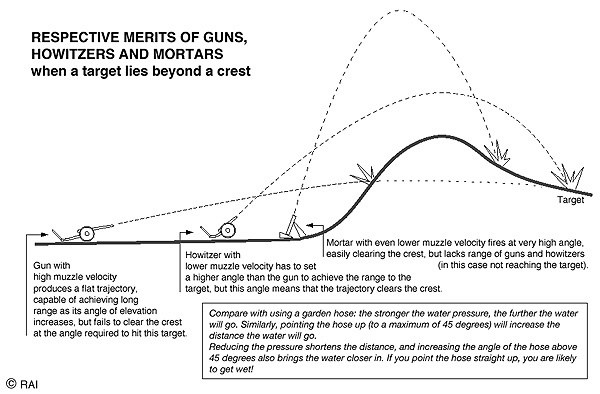 RESPECTIVE MERITS OF GUNS,
HOWITZERS AND MORTARS
when a target lies beyond a crest
Target
Gun with
high muzzle velocity
produces a flat trajectory,
capable of achieving long
range as its angle of elevation
increases, but fails to clear the crest
at the angle required to hit this target.
Howitzer with
lower muzzle velocity has to set
a higher angle than the gun to achieve the range to the
target, but this angle means that the trajectory clears the crest.
Mortar with even lower muzzle velocity fires at very high angle,
easily clearing the crest, but lacks range of guns and howitzers
(in this case not reaching the target).
Compare with using a garden hose: the stronger the water pressure, the further the water
will go. Similarly, pointing the hose up (to a maximum of 45 degrees) will increase the
distance the water will go.
Reducing the pressure shortens the distance, and increasing the angle of the hose above
45 degrees also brings the water closer in. If you point the hose straight up, you are likely
to get wet!
© RAI